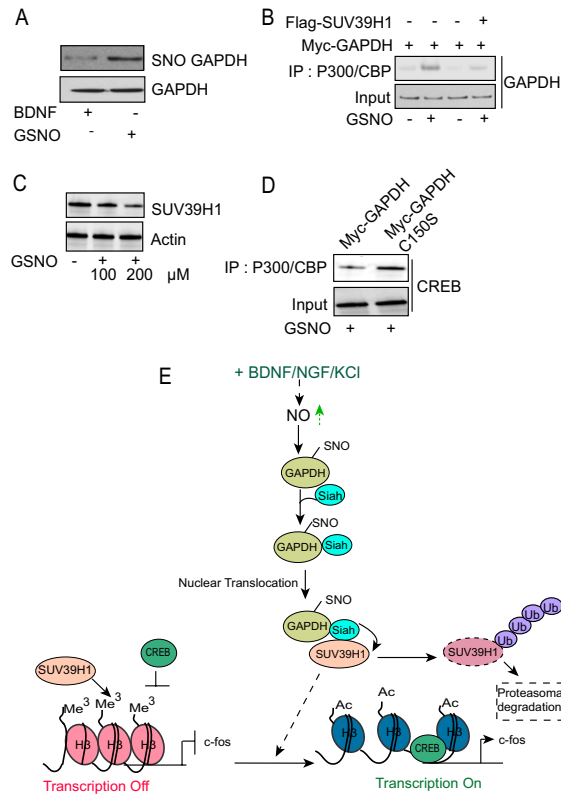 A
SNO GAPDH
GAPDH
BDNF + -
GSNO - +
B
Flag-SUV39H1 +
Myc-GAPDH + + + +
IP : P300/CBP
Input
GAPDH
GSNO - + - +
C
SUV39H1
Actin
GSNO - + +
100 200 µM
D
Myc-GAPDH
Myc-GAPDH
C150S
IP : P300/CBP
Input
CREB
GSNO + +
E
+ BDNF/NGF/KCl
NO
SNO
GAPDH
Siah
SNO
GAPDH Siah
Nuclear Translocation
SNO
GAPDH Siah
SUV39H1
SUV39H1
Ub Ub Ub Ub
Proteasomal
degradation
CREB
SUV39H1
Me3 Me3 Me3
H3 H3 H3
c-fos
Transcription Off
Ac Ac Ac
H3 H3 H3
CREB
c-fos
Transcription On